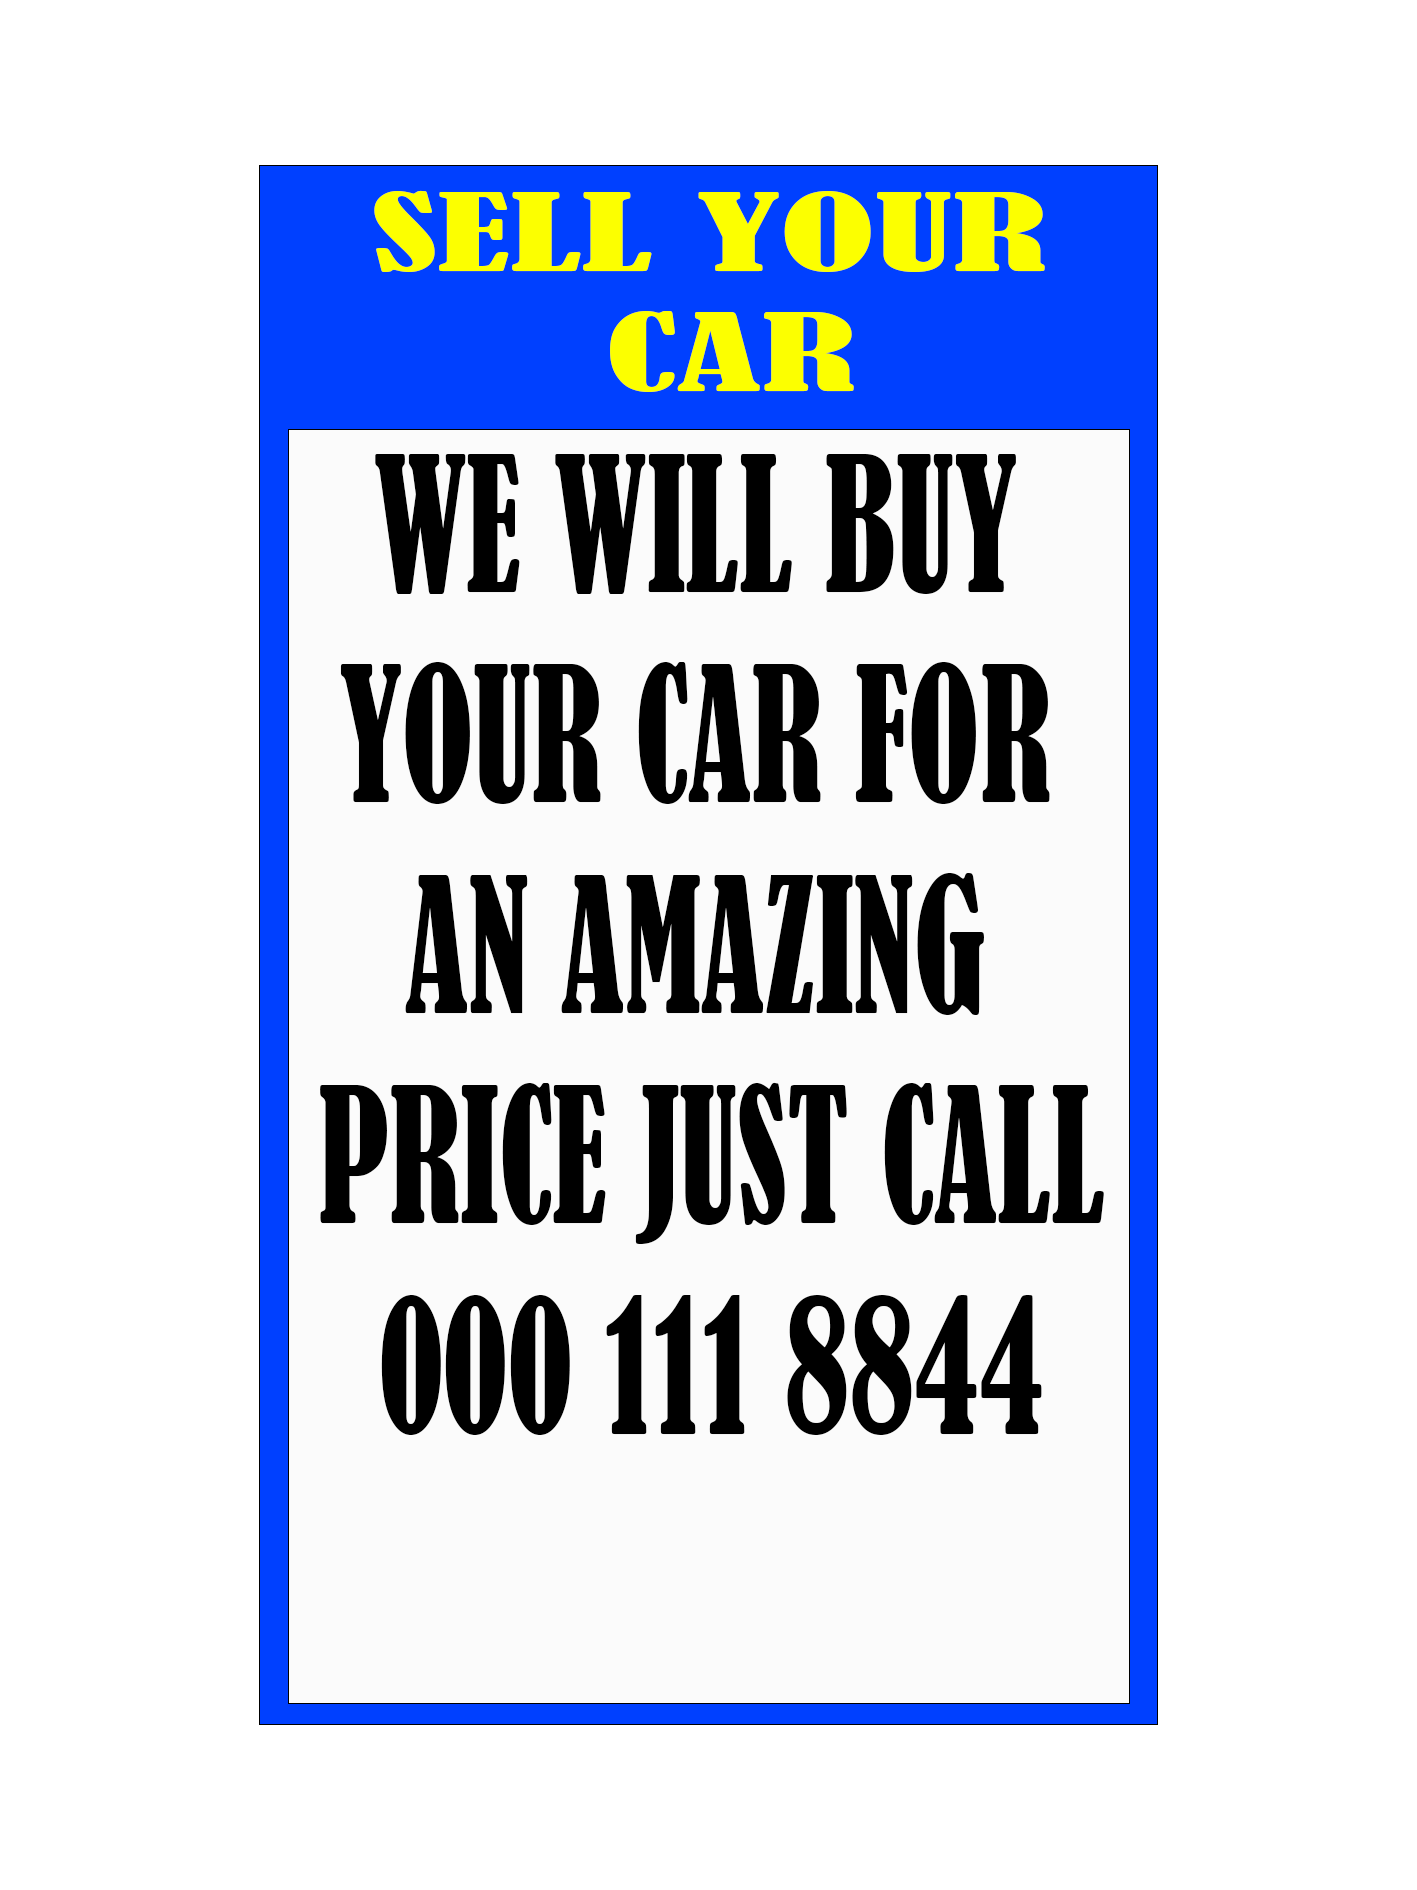 SELL YOUR
CAR
WE WILL BUY
YOUR CAR FOR
AN AMAZING
PRICE JUST CALL
000 111 8844